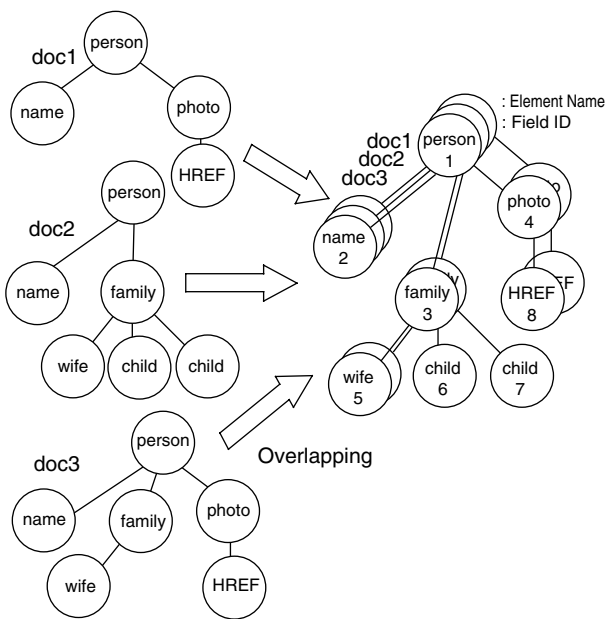 person
doc1
name
photo
HREF
person
doc2
name
family
wife
child
child
person
doc3
name
family
photo
wife
HREF
Overlapping
: Element Name
: Field ID
doc1
doc2
doc3
person
1
name
2
photo
4
family
3
HREF
8
wife
5
child
6
child
7